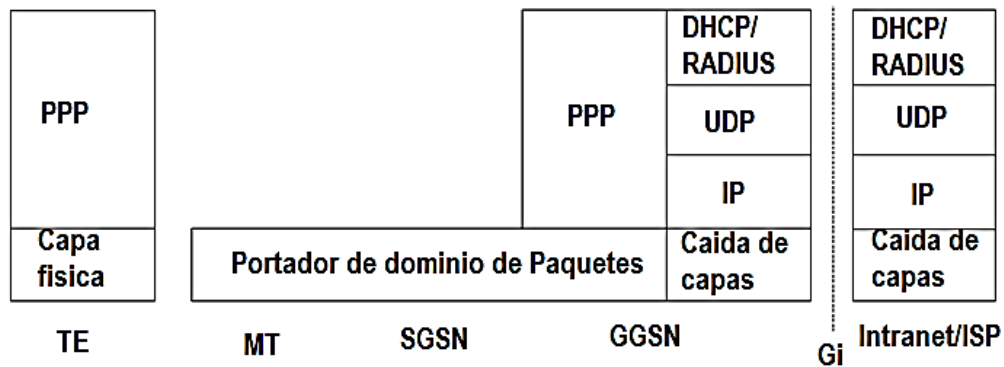 PPP
Capa
fisica
TE
Portador de dominio de Paquetes
MT
SGSN
PPP
DHCP/
RADIUS
UDP
IP
Caida de
capas
GGSN
Gi
DHCP/
RADIUS
UDP
IP
Caida de
capas
Intranet/ISP